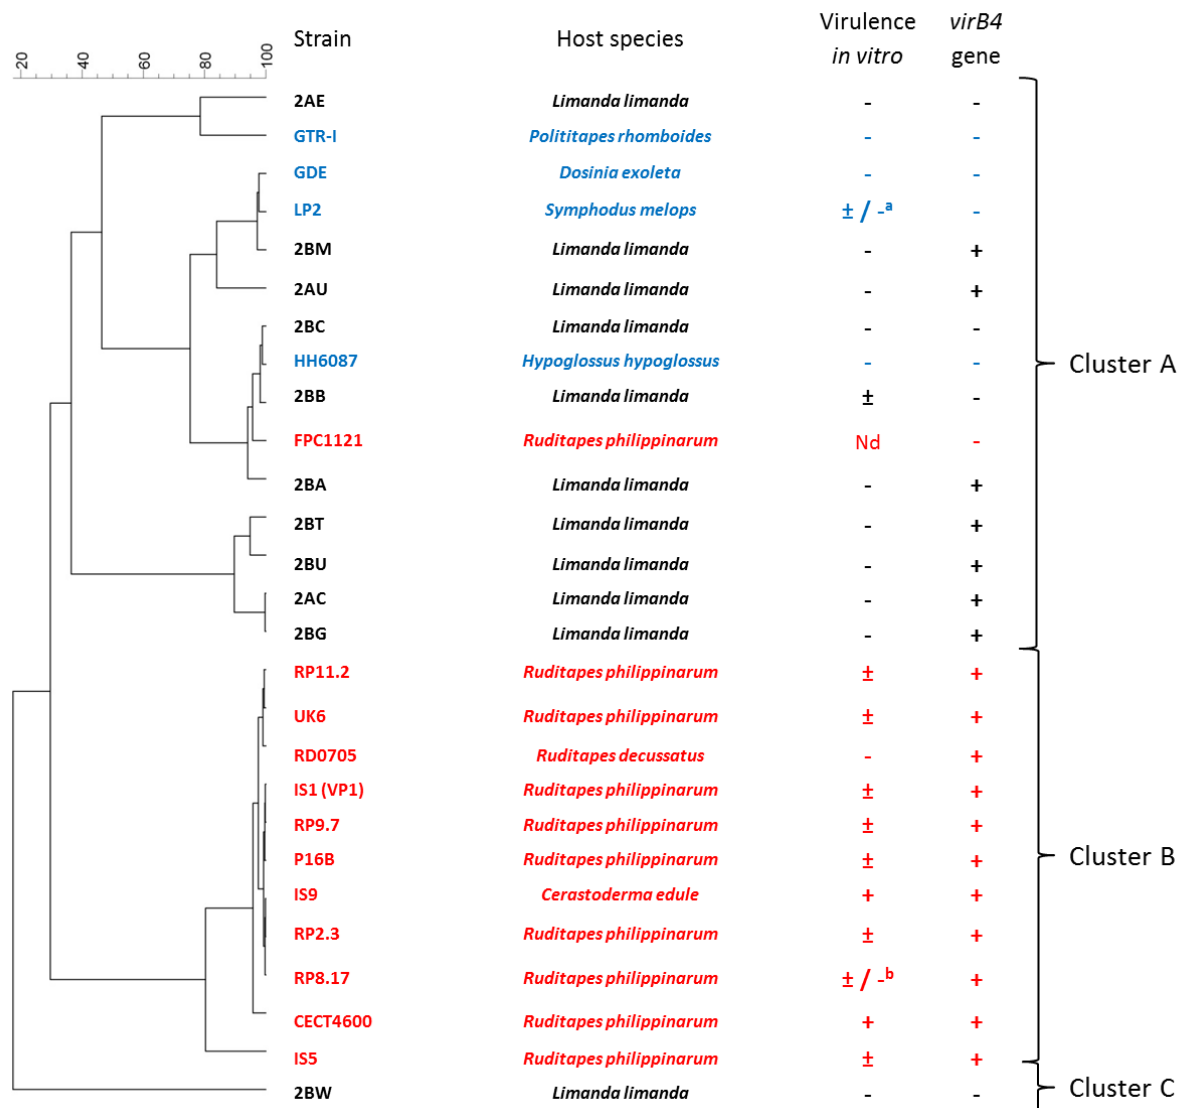 20 40 60 80 100
Strain Host species Virulence in vitro virB4 gene
2AE Limanda limanda - -
GTR-I Polititapes rhomboides - -
GDE Dosinia exoleta - -
LP2 Symphodus melops ± / -ª -
2BM Limanda limanda - +
2AU Limanda limanda - +
2BC Limanda limanda - -
HH6087 Hypoglossus hypoglossus - -
Cluster A
2BB Limanda limanda ± -
FPC1121 Ruditapes philippinarum Nd -
2BA Limanda limanda - +
2BT Limanda limanda - +
2BU Limanda limanda - +
2AC Limanda limanda - +
2BG Limanda limanda - +
RP11.2 Ruditapes philippinarum ± +
UK6 Ruditapes philippinarum ± +
RD0705 Ruditapes decussatus - +
IS1 (VP1) Ruditapes philippinarum ± +
RP9.7 Ruditapes philippinarum ± +
P16B Ruditapes philippinarum ± +
Cluster B
IS9 Cerastoderma edule + +
RP2.3 Ruditapes philippinarum ± +
RP8.17 Ruditapes philippinarum ± / -ᵇ +
CECT4600 Ruditapes philippinarum + +
IS5 Ruditapes philippinarum ± +
2BW Limanda limanda - -
Cluster C